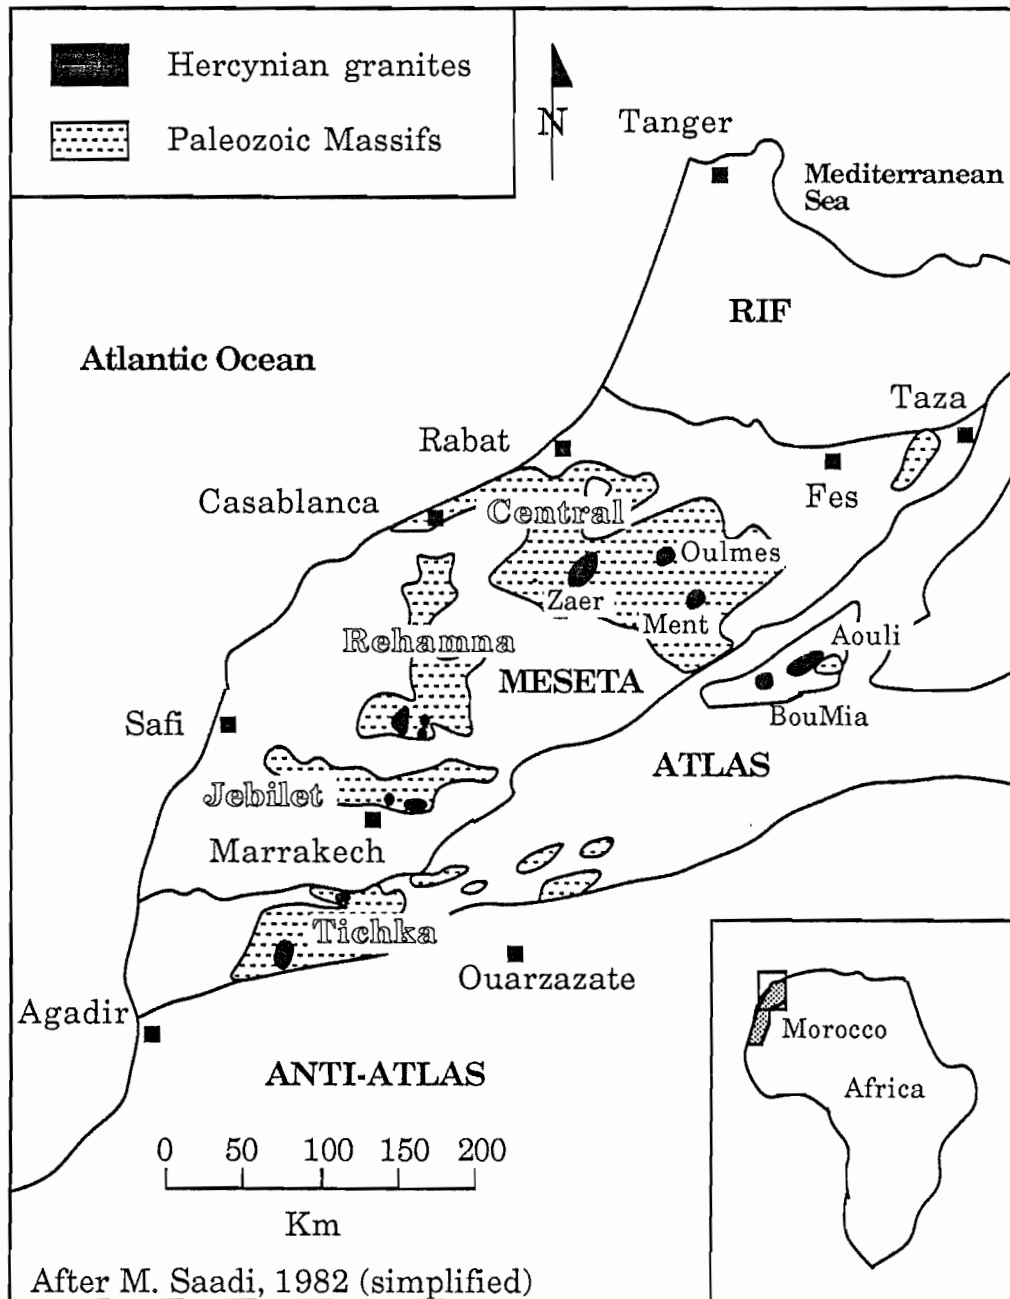 Hercynian granites
Paleozoic Massifs
N
Tanger
Mediterranean
Sea
RIF
Atlantic Ocean
Taza
Rabat
Fes
Casablanca
Central
Oulmes
Zaer
Ment
Rehamna
Aouli
MESETA
BouMia
Safi
ATLAS
Jebilet
Marrakech
Tichka
Ouarzazate
Agadir
Morocco
Africa
ANTI-ATLAS
0 50 100 150 200
Km
After M. Saadi, 1982 (simplified)